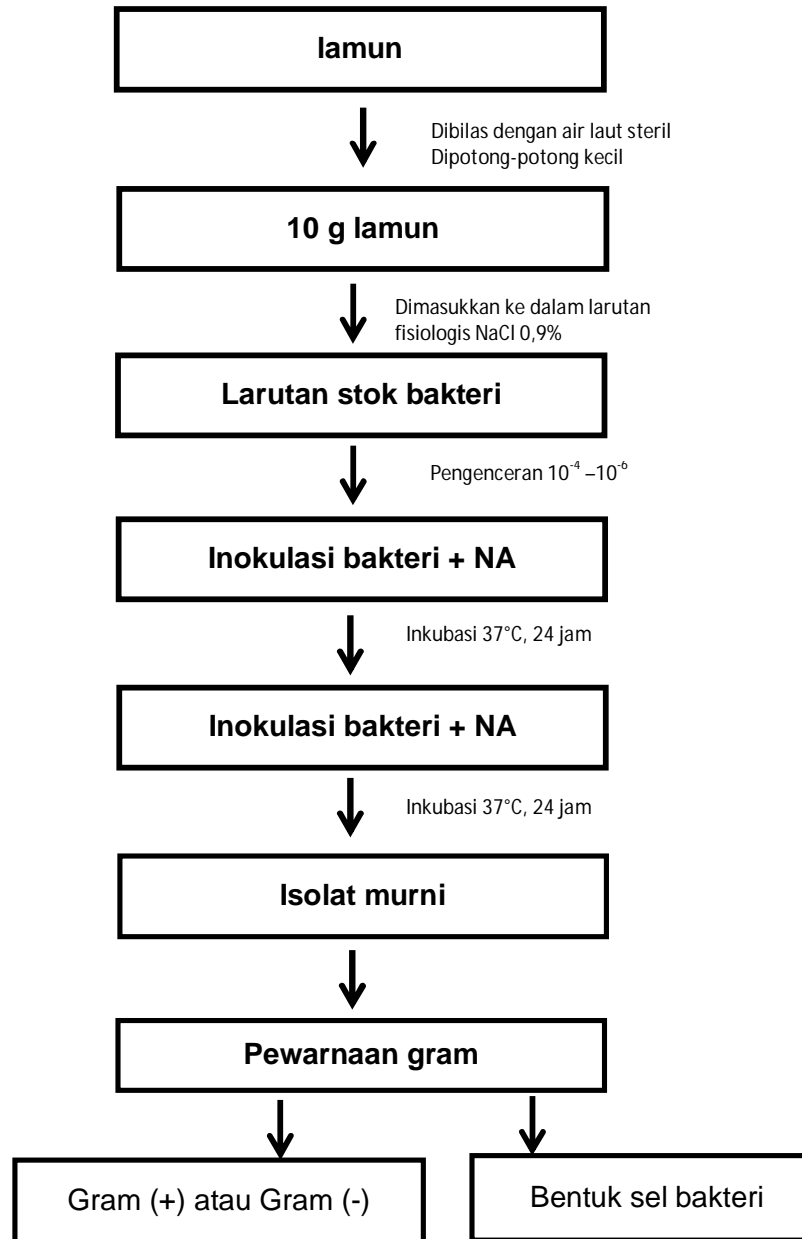 lamun
Dibilas dengan air laut steril
Dipotong-potong kecil
10 g lamun
Dimasukkan ke dalam larutan
fisiologis NaCl 0,9%
Larutan stok bakteri
Pengenceran 10⁻⁴ –10⁻⁶
Inokulasi bakteri + NA
Inkubasi 37°C, 24 jam
Inokulasi bakteri + NA
Inkubasi 37°C, 24 jam
Isolat murni
Pewarnaan gram
Gram (+) atau Gram (-)
Bentuk sel bakteri